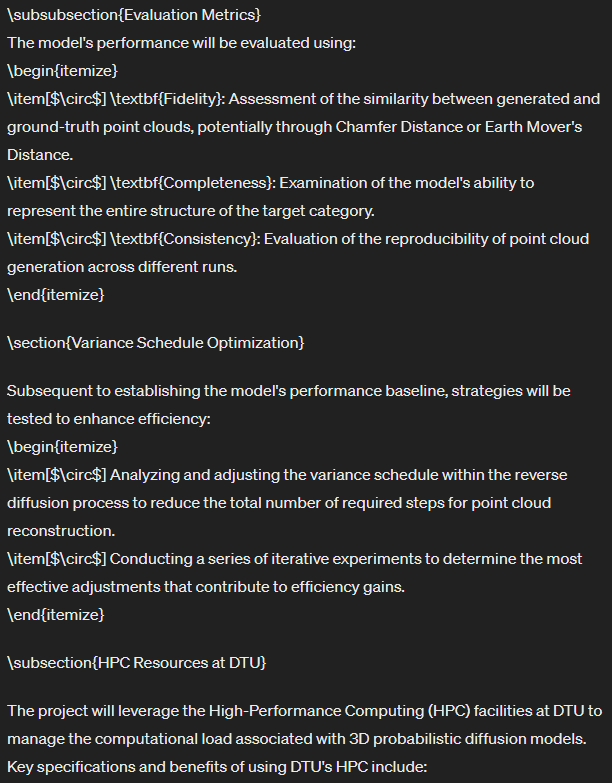 \subsubsection{Evaluation Metrics}
The model's performance will be evaluated using:
\begin{itemize}
\item[$\circ$] \textbf{Fidelity}: Assessment of the similarity between generated and
ground-truth point clouds, potentially through Chamfer Distance or Earth Mover's
Distance.
\item[$\circ$] \textbf{Completeness}: Examination of the model's ability to
represent the entire structure of the target category.
\item[$\circ$] \textbf{Consistency}: Evaluation of the reproducibility of point cloud
generation across different runs.
\end{itemize}
\section{Variance Schedule Optimization}
Subsequent to establishing the model's performance baseline, strategies will be
tested to enhance efficiency:
\begin{itemize}
\item[$\circ$] Analyzing and adjusting the variance schedule within the reverse
diffusion process to reduce the total number of required steps for point cloud
reconstruction.
\item[$\circ$] Conducting a series of iterative experiments to determine the most
effective adjustments that contribute to efficiency gains.
\end{itemize}
\subsection{HPC Resources at DTU}
The project will leverage the High-Performance Computing (HPC) facilities at DTU to
manage the computational load associated with 3D probabilistic diffusion models.
Key specifications and benefits of using DTU's HPC include: